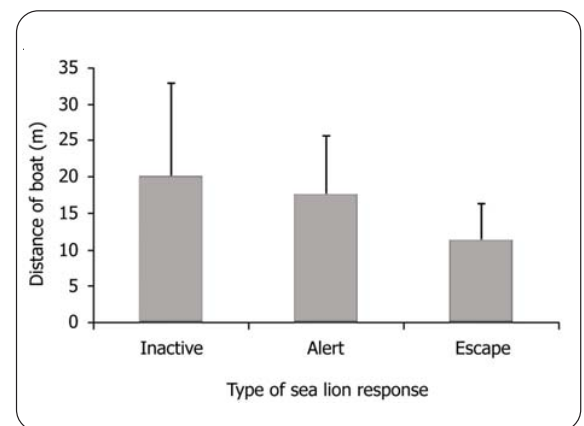 35
30
25
20
15
10
5
0
Distance of boat (m)
Inactive Alert Escape
Type of sea lion response